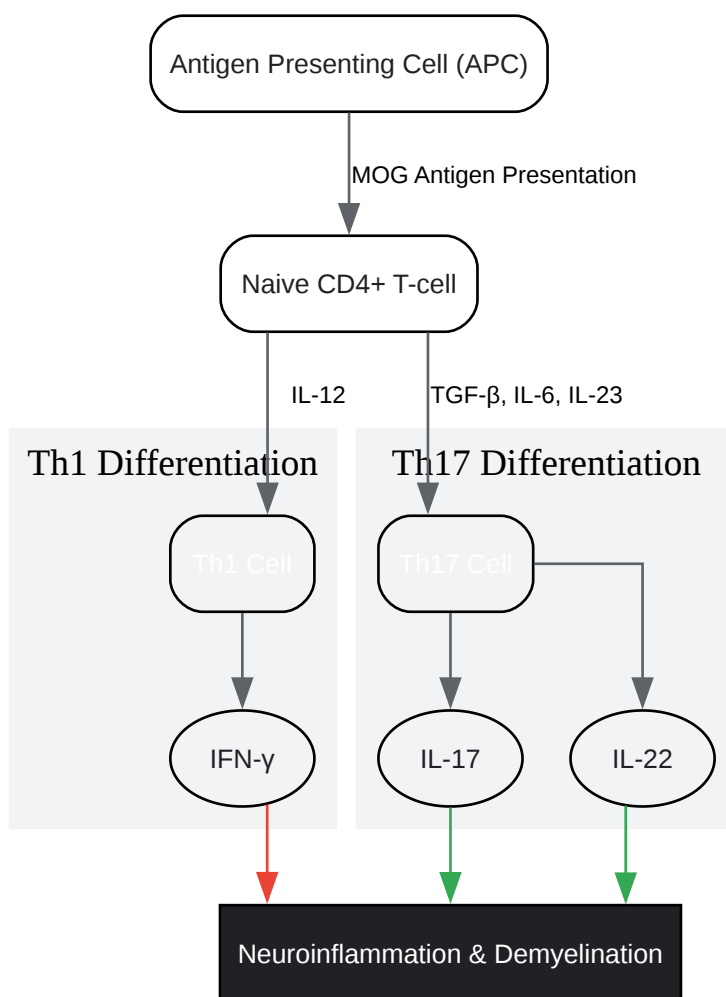 Antigen Presenting Cell (APC)
MOG Antigen Presentation
Naive CD4+ T-cell
IL-12
TGF-β, IL-6, IL-23
Th1 Differentiation
Th17 Differentiation
Th1 Cell
Th17 Cell
IFN-γ
IL-17
IL-22
Neuroinflammation & Demyelination